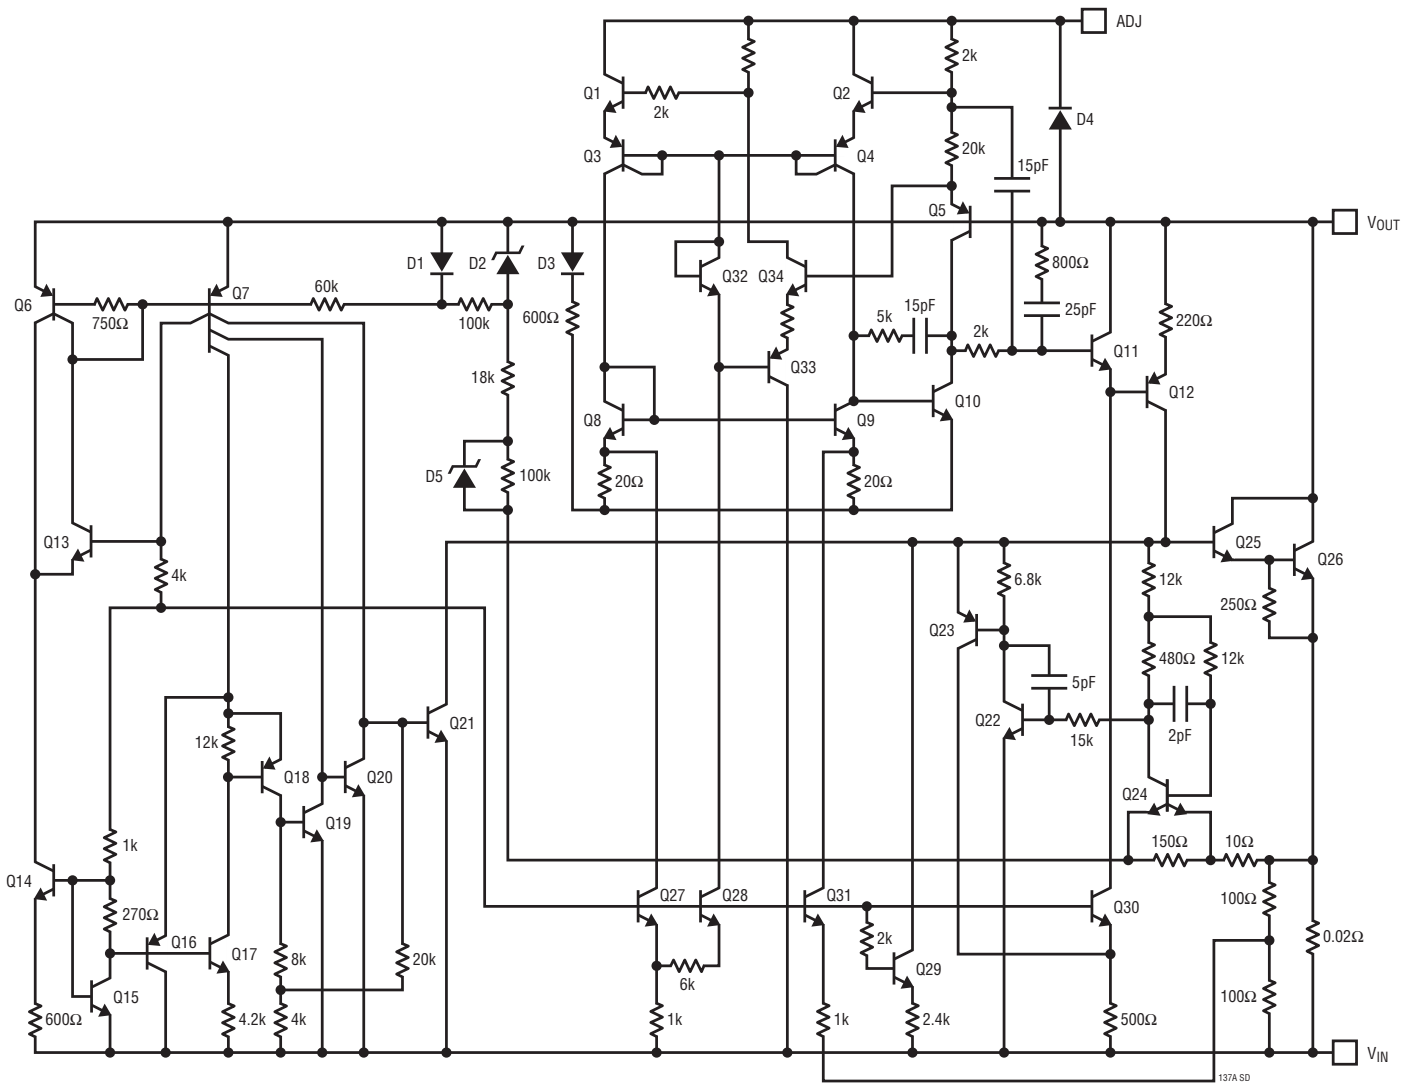 ADJ
2k
Q1
2k
Q2
D4
Q3
Q4
20k
15pF
Q5
VOUT
D1
D2
D3
Q32
Q34
800Ω
Q6
750Ω
Q7
60k
100k
600Ω
15pF
25pF
5k
2k
220Ω
Q11
Q33
18k
Q12
Q8
Q9
Q10
D5
100k
20Ω
20Ω
Q13
Q25
Q26
4k
6.8k
12k
250Ω
Q23
480Ω
12k
5pF
Q21
Q22
15k
2pF
12k
Q18
Q20
Q24
Q19
150Ω
10Ω
1k
Q14
Q27
Q28
Q31
Q30
100Ω
270Ω
Q16
Q17
8k
20k
2k
0.02Ω
Q29
6k
Q15
100Ω
600Ω
4.2k
4k
1k
1k
2.4k
500Ω
VIN
137A SD